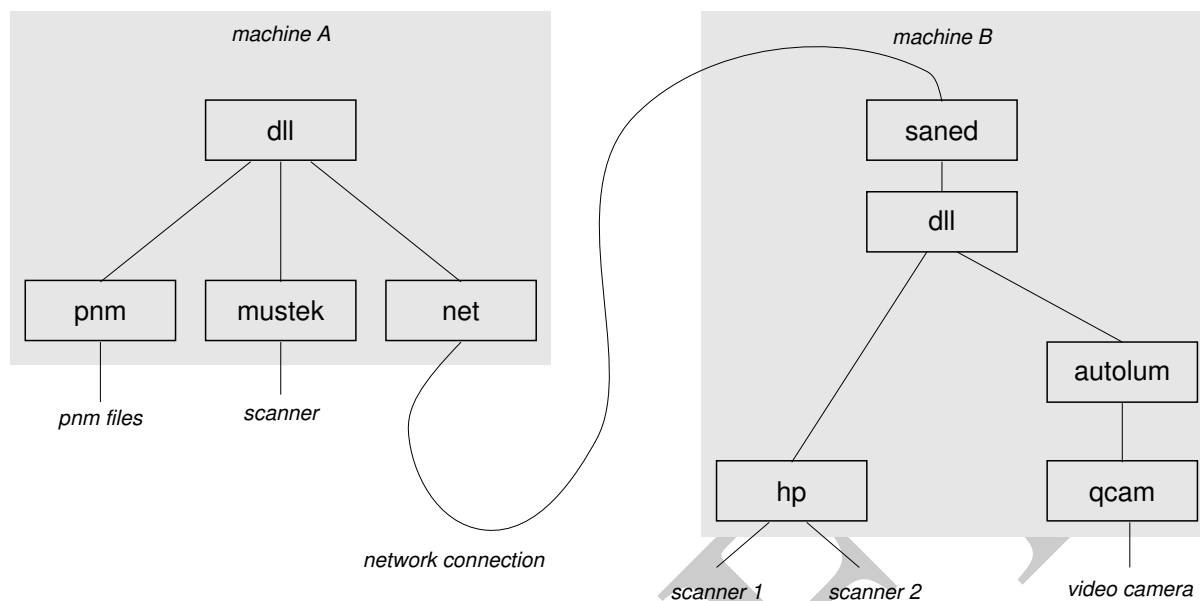 machine A
dll
pnm
mustek
net
pnm files
scanner
network connection
machine B
saned
dll
autolum
hp
qcam
scanner 1
scanner 2
video camera